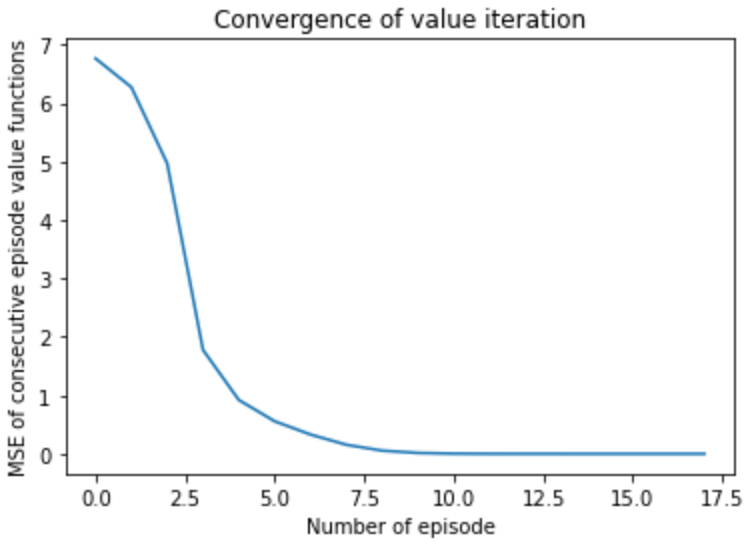 Convergence of value iteration
MSE of consecutive episode value functions
7
6
5
4
3
2
1
0
0.0 2.5 5.0 7.5 10.0 12.5 15.0 17.5
Number of episode